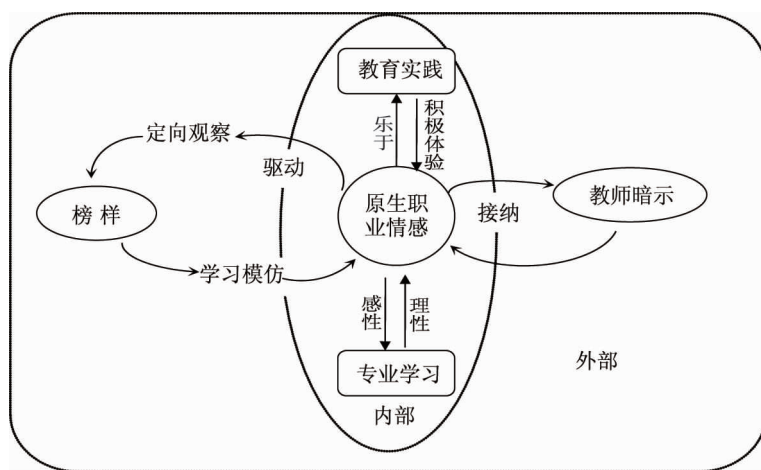 教育实践
乐于
积极体验
定向观察
驱动
榜 样
原生职
业情感
接纳
教师暗示
学习模仿
感性
理性
专业学习
内部
外部